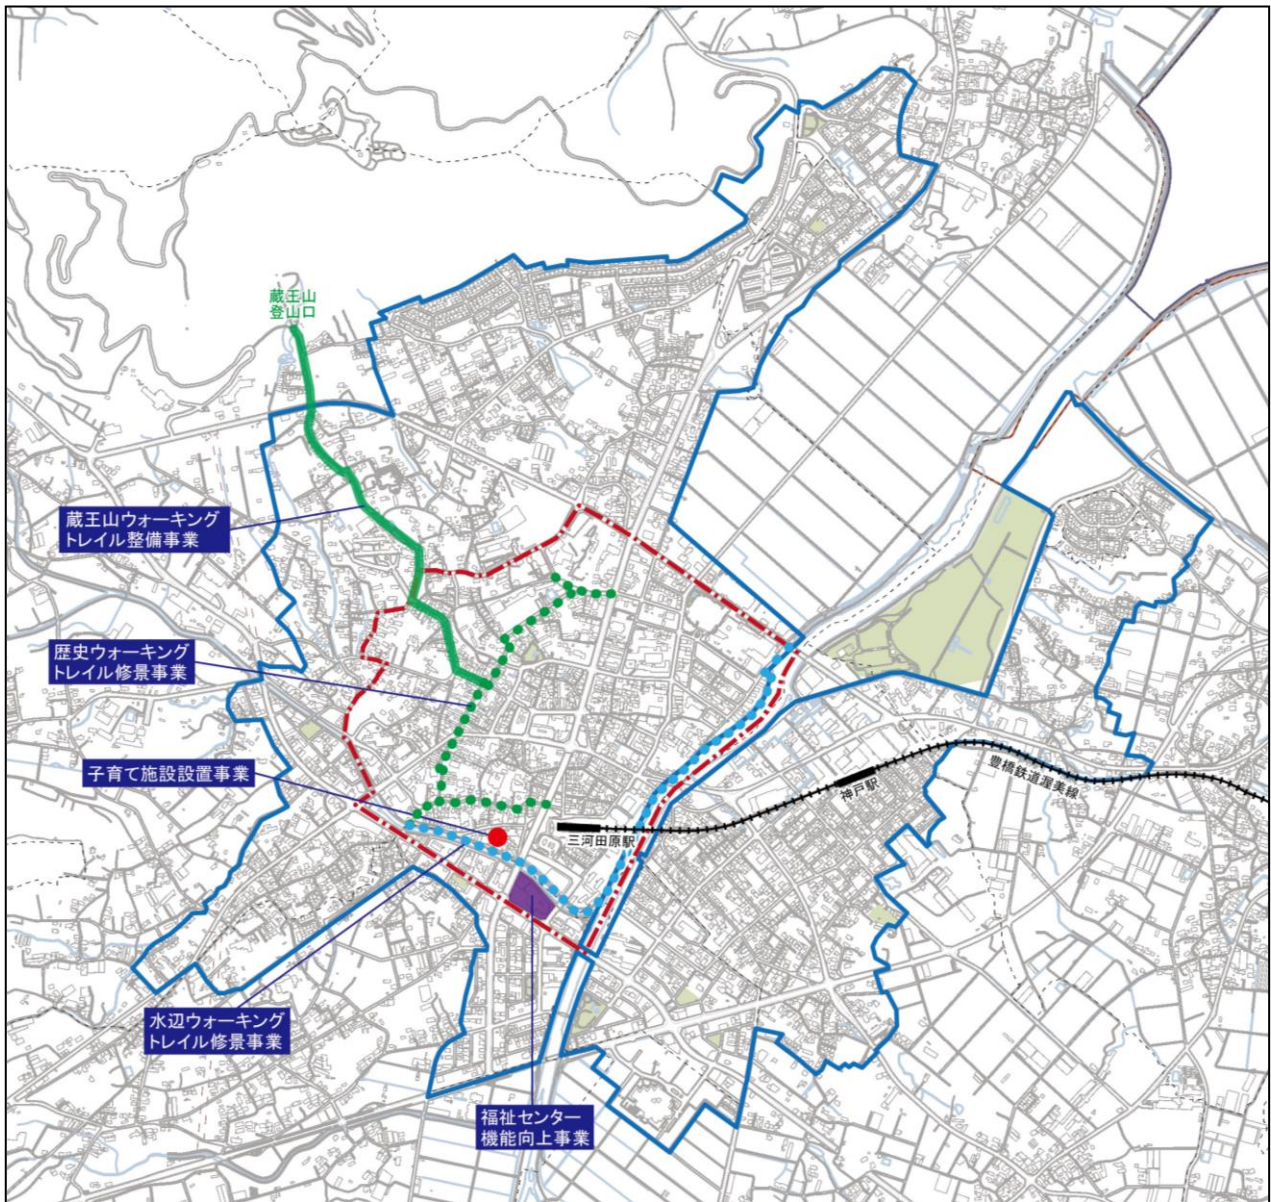 蔵王山
登山口
蔵王山ウォーキング
トレイル整備事業
歴史ウォーキング
トレイル修景事業
子育て施設設置事業
豊橋鉄道渥美線
神戸駅
三河田原駅
水辺ウォーキング
トレイル修景事業
福祉センター
機能向上事業